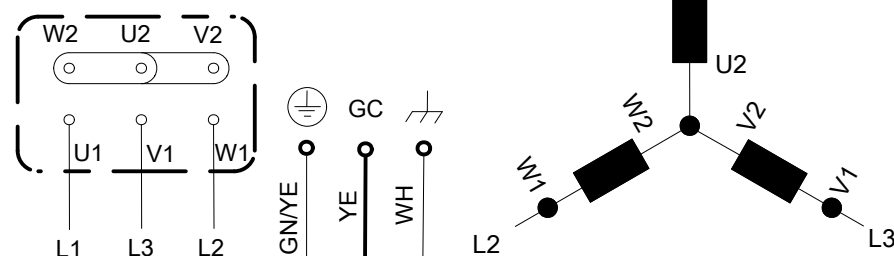 W2 U2 V2
U1 V1 W1
L1 L3 L2
GC
GN/YE
YE
WH
U2
W2
V2
W1
V1
L2
L3